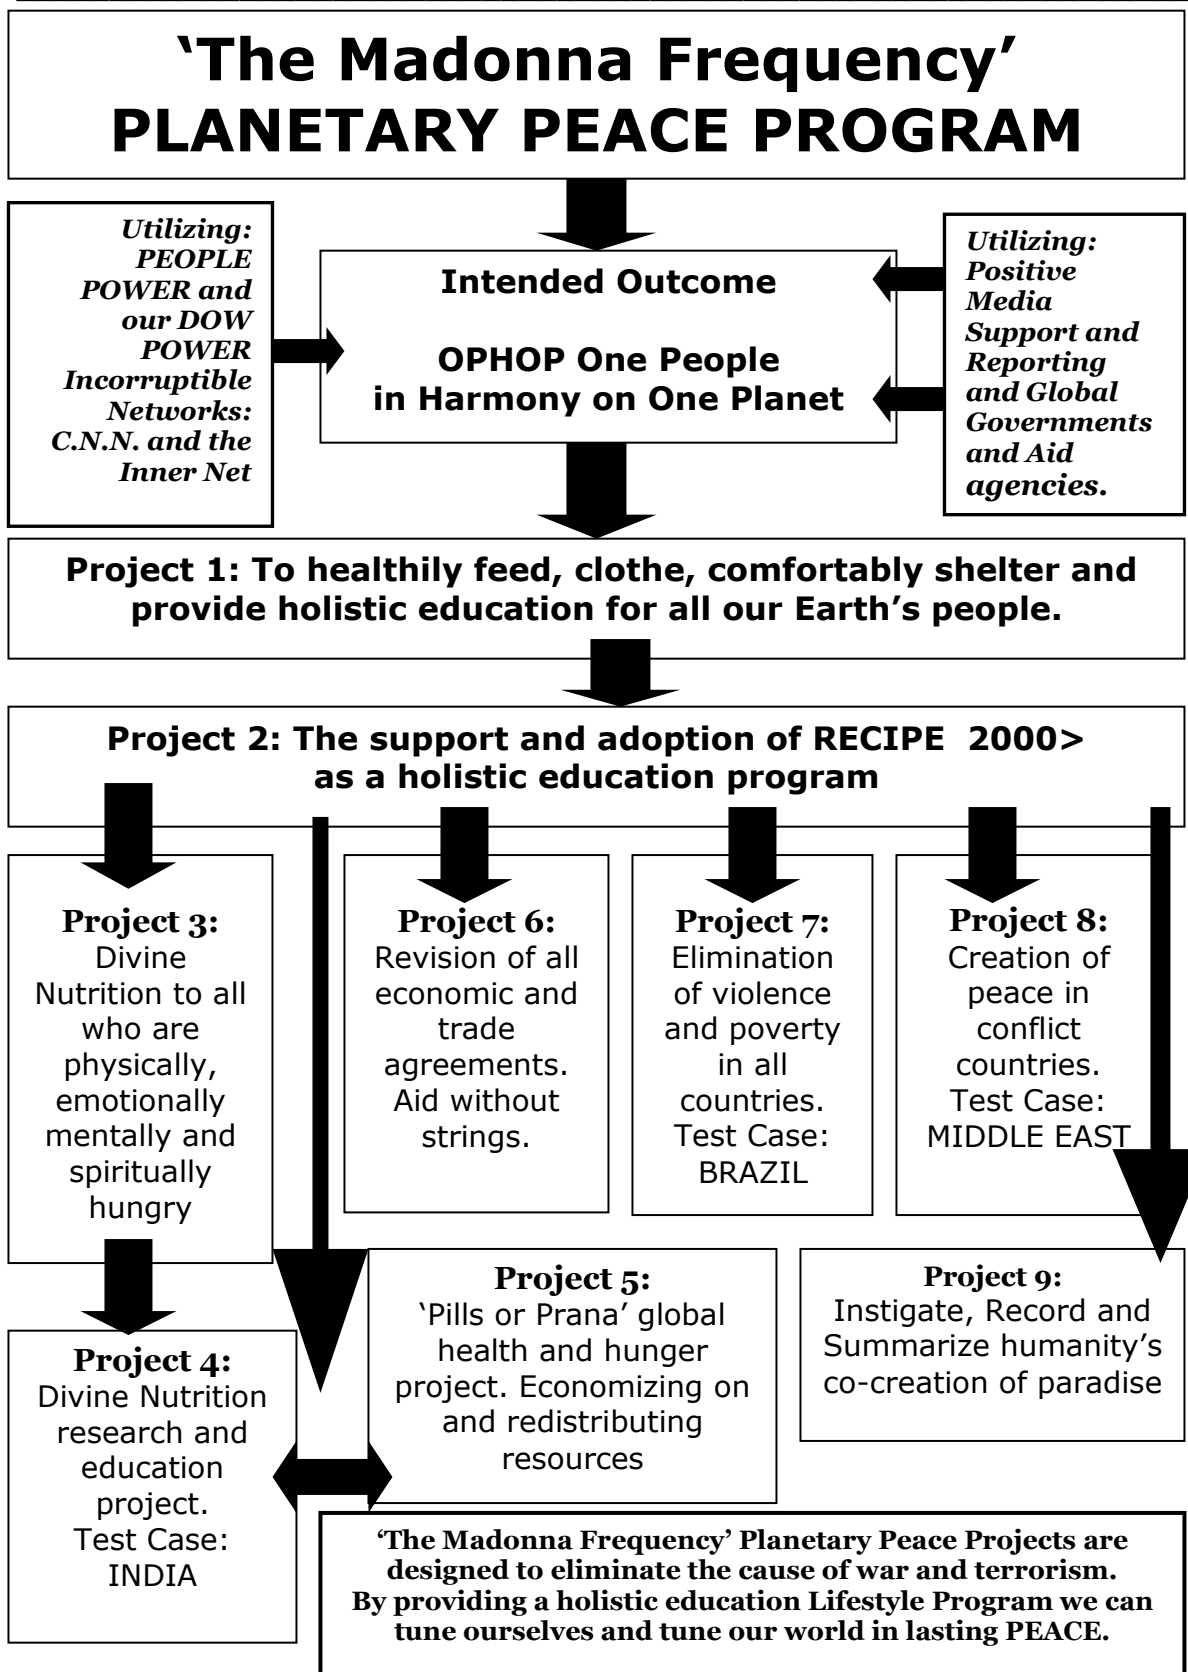 ‘The Madonna Frequency’
PLANETARY PEACE PROGRAM
Utilizing:
PEOPLE
POWER and
our DOW
POWER
Incorruptible
Networks:
C.N.N. and the
Inner Net
Intended Outcome
OPHOP One People
in Harmony on One Planet
Utilizing:
Positive
Media
Support and
Reporting
and Global
Governments
and Aid
agencies.
Project 1: To healthily feed, clothe, comfortably shelter and
provide holistic education for all our Earth’s people.
Project 2: The support and adoption of RECIPE 2000>
as a holistic education program
Project 3:
Divine
Nutrition to all
who are
physically,
emotionally
mentally and
spiritually
hungry
Project 6:
Revision of all
economic and
trade
agreements.
Aid without
strings.
Project 7:
Elimination
of violence
and poverty
in all
countries.
Test Case:
BRAZIL
Project 8:
Creation of
peace in
conflict
countries.
Test Case:
MIDDLE EAST
Project 4:
Divine Nutrition
research and
education
project.
Test Case:
INDIA
Project 5:
‘Pills or Prana’ global
health and hunger
project. Economizing on
and redistributing
resources
Project 9:
Instigate, Record and
Summarize humanity’s
co-creation of paradise
‘The Madonna Frequency’ Planetary Peace Projects are
designed to eliminate the cause of war and terrorism.
By providing a holistic education Lifestyle Program we can
tune ourselves and tune our world in lasting PEACE.